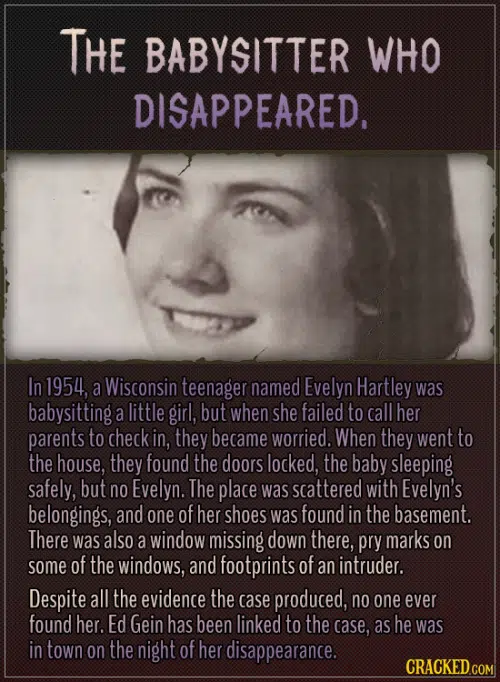 THE BABYSITTER WHO
DISAPPEARED.
In 1954, a Wisconsin teenager named Evelyn Hartley was
babysitting a little girl, but when she failed to call her
parents to check in, they became worried. When they went to
the house, they found the doors locked, the baby sleeping
safely, but no Evelyn. The place was scattered with Evelyn's
belongings, and one of her shoes was found in the basement.
There was also a window missing down there, pry marks on
some of the windows, and footprints of an intruder.
Despite all the evidence the case produced, no one ever
found her. Ed Gein has been linked to the case, as he was
in town on the night of her disappearance.
CRACKED.COM